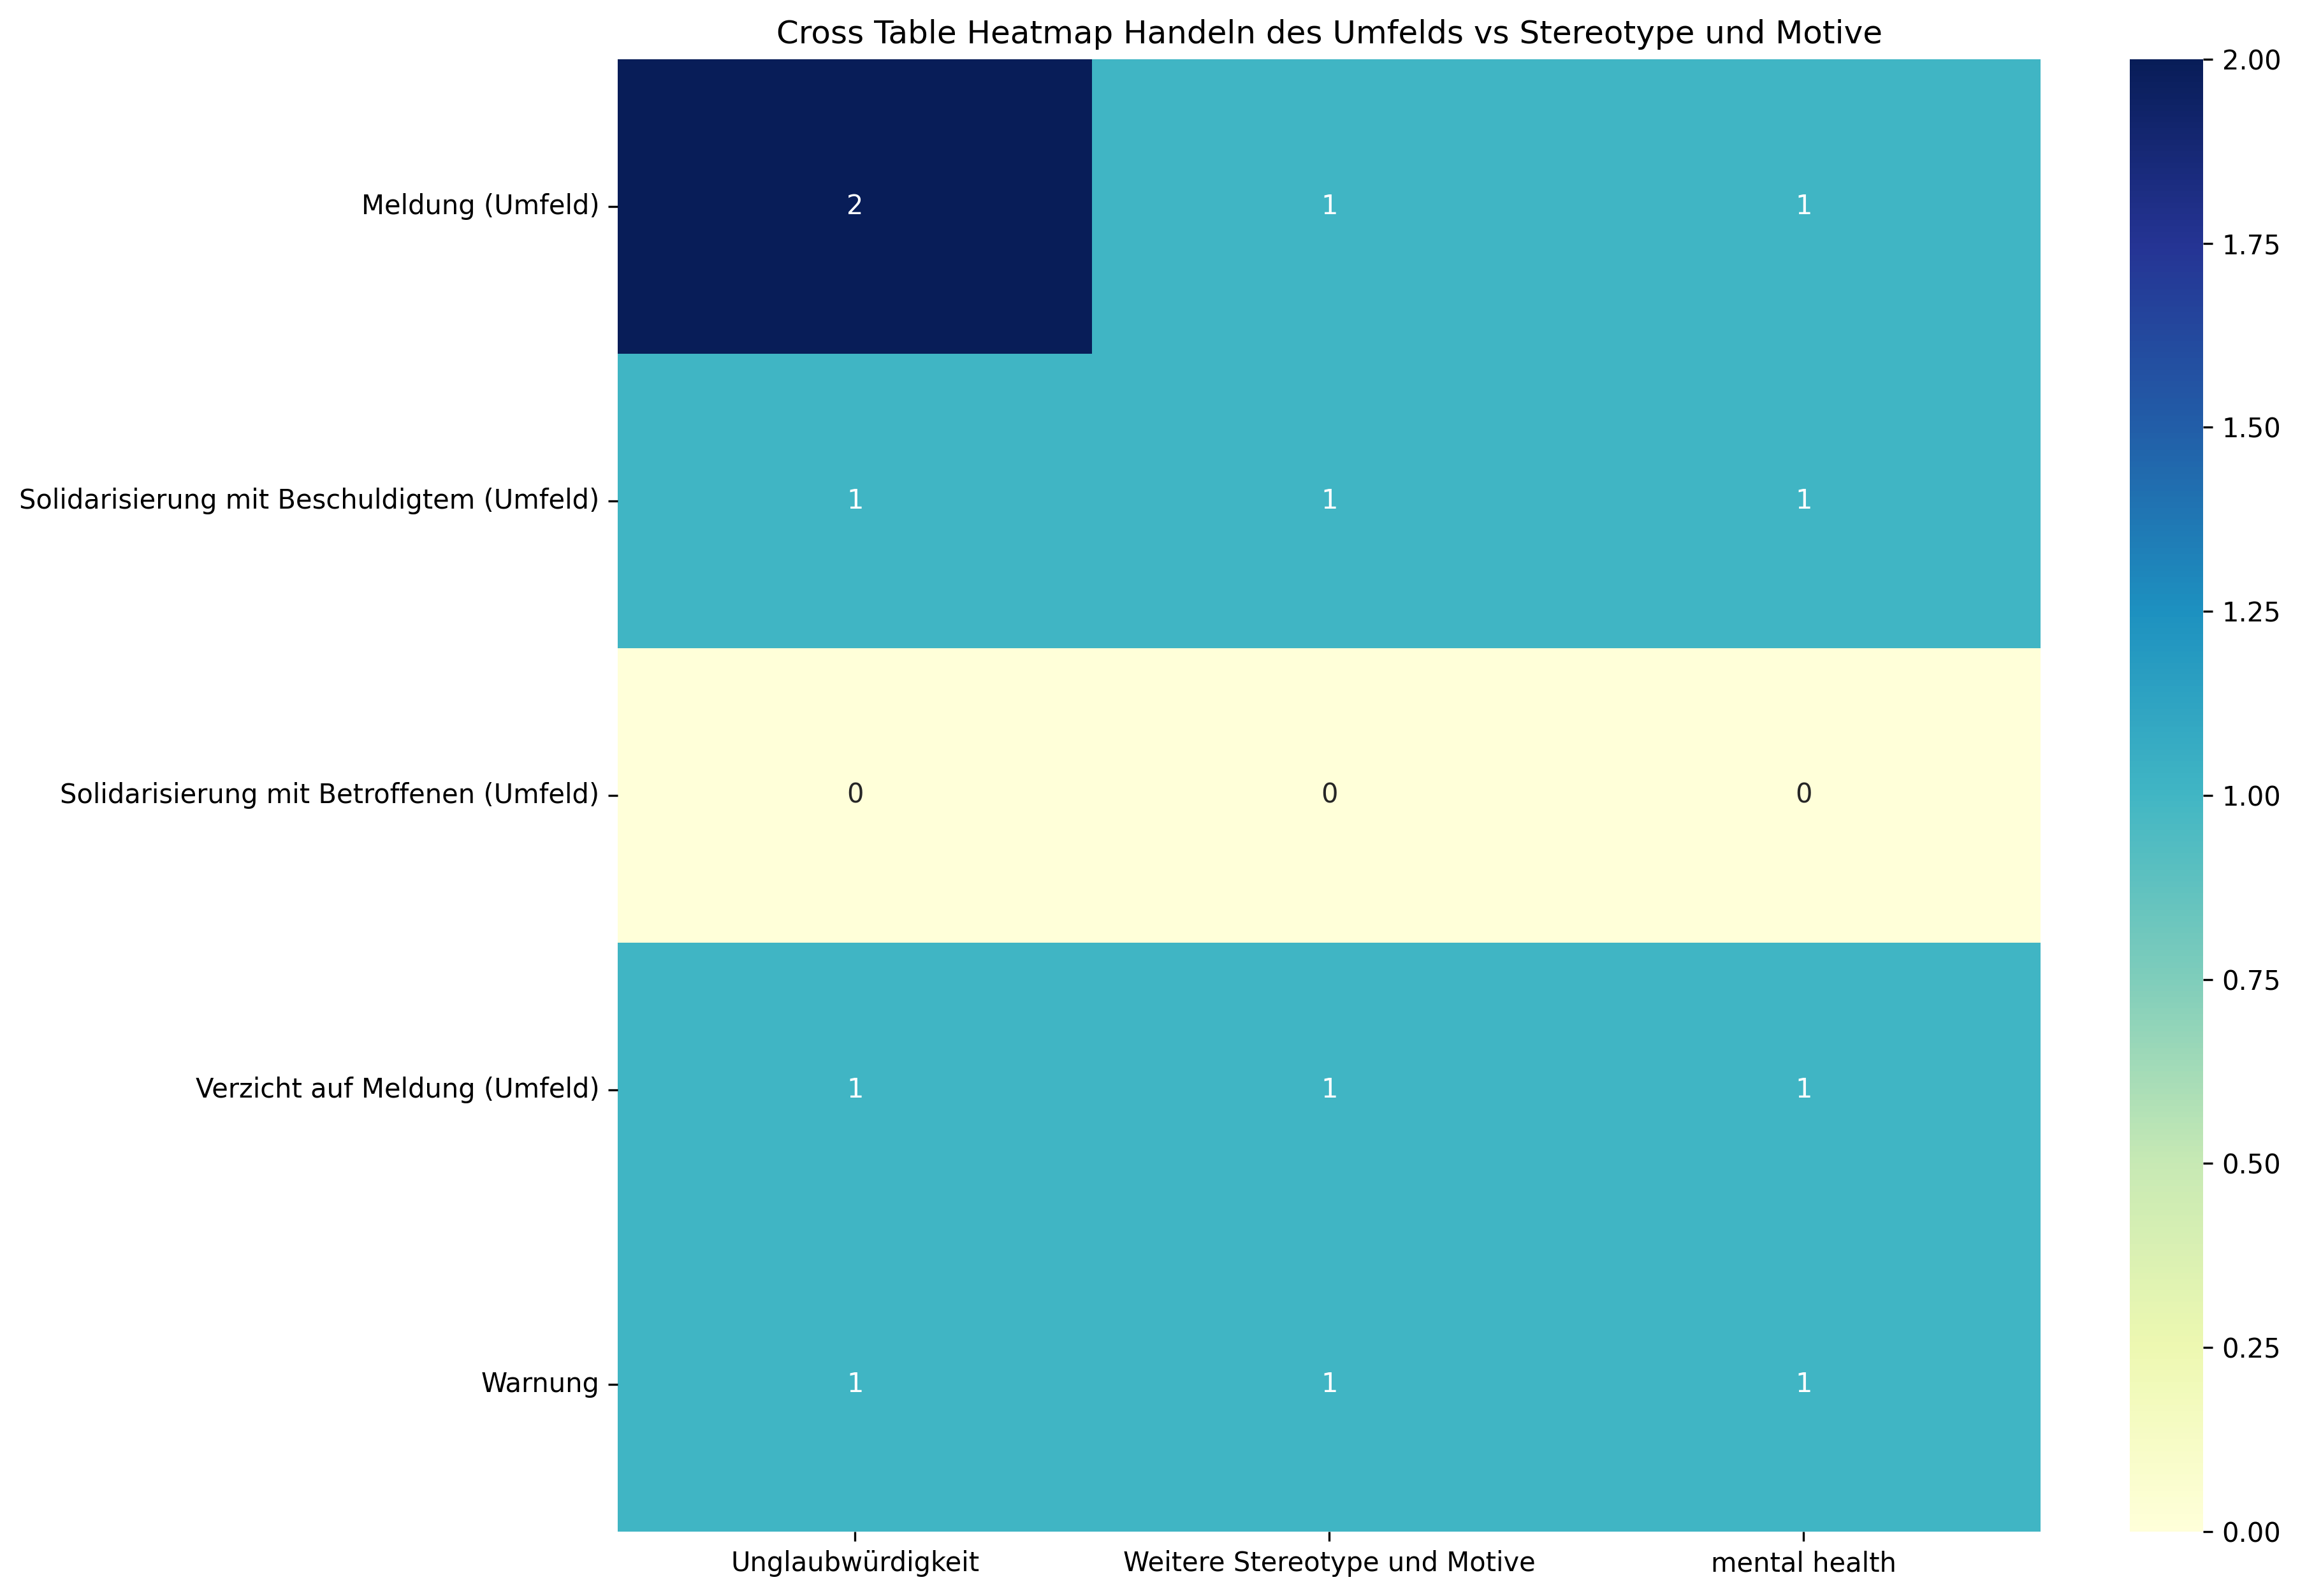 Cross Table Heatmap Handeln des Umfelds vs Stereotype und Motive
2.00
Meldung (Umfeld) 2 1 1
1.75
1.50
Solidarisierung mit Beschuldigtem (Umfeld) 1 1 1
1.25
Solidarisierung mit Betroffenen (Umfeld) 0 0 0 1.00
0.75
Verzicht auf Meldung (Umfeld) 1 1 1
0.50
0.25
Warnung 1 1 1
0.00
Unglaubwürdigkeit Weitere Stereotype und Motive mental health